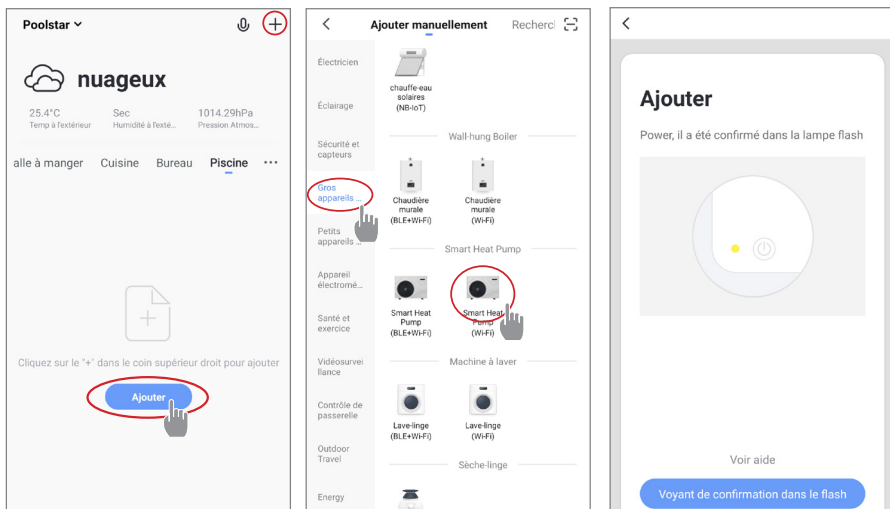 Poolstar
nuageux
25.4°C Sec 1014.29hPa
Temp à l'extérieur Humidité à l'exté... Pression Atmos...
alle à manger Cuisine Bureau Piscine ...
Cliquez sur le "+" dans le coin supérieur droit pour ajouter
Ajouter
Ajouter manuellement Recherc
Électricien
Éclairage
Sécurité et
capteurs
Gros
appareils ...
Petits
appareils ...
Appareil
électromé...
Santé et
exercice
Vidéosurvei
llance
Contrôle de
passerelle
Outdoor
Travel
Energy
chauffe-eau
solaires
(NB-IoT)
Wall-hung Boiler
Chaudière
murale
(BLE+Wi-Fi)
Chaudière
murale
(Wi-Fi)
Smart Heat Pump
Smart Heat
Pump
(BLE+Wi-Fi)
Smart Heat
Pump
(Wi-Fi)
Machine à laver
Lave-linge
(BLE+Wi-Fi)
Lave-linge
(Wi-Fi)
Sèche-linge
Ajouter
Power, il a été confirmé dans la lampe flash
Voir aide
Voyant de confirmation dans le flash